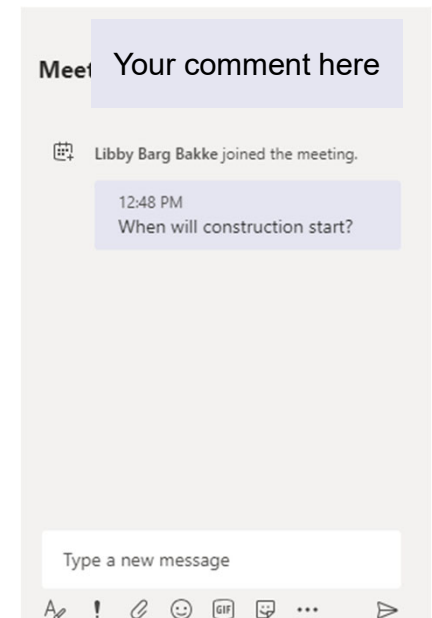 Your comment here
Meet
Libby Barg Bakke joined the meeting.
12:48 PM
When will construction start?
Type a new message
GIF